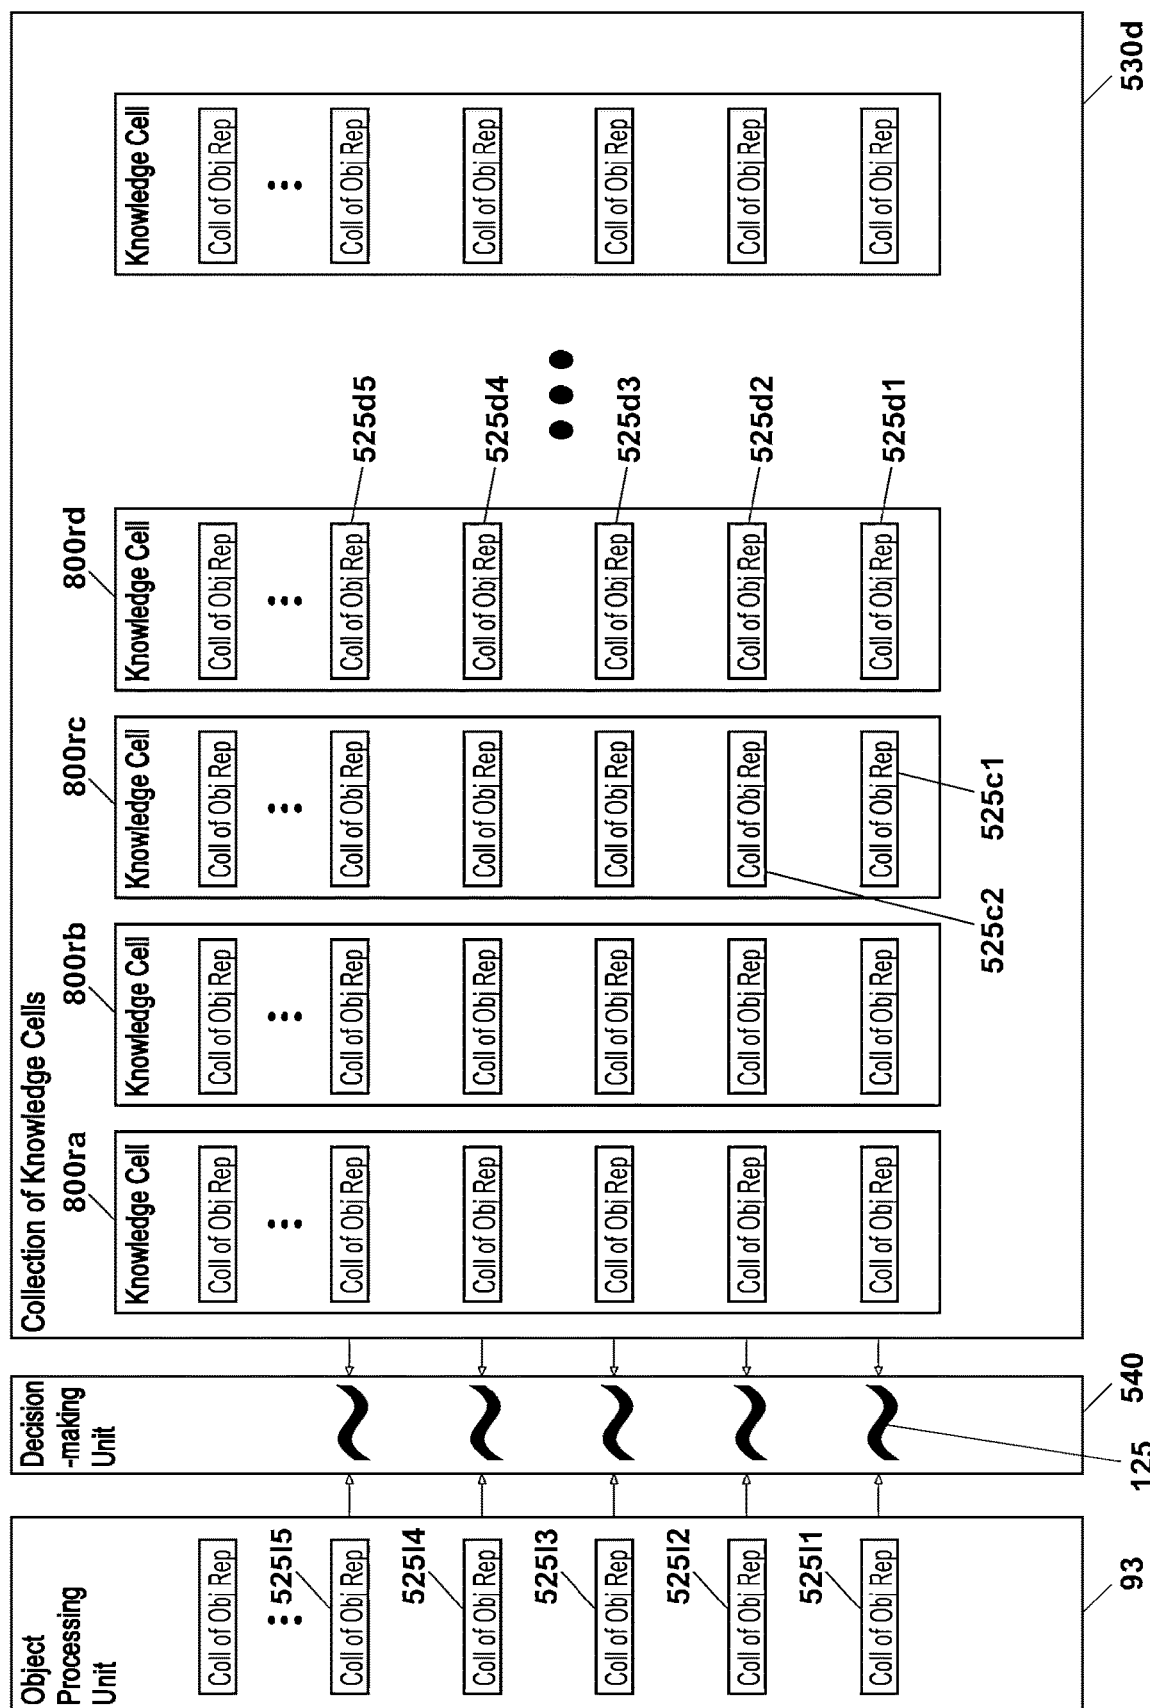 Object
Processing
Unit
Coll of Obj Rep
...
525l5
Coll of Obj Rep
525l4
Coll of Obj Rep
525l3
Coll of Obj Rep
525l2
Coll of Obj Rep
525l1
Coll of Obj Rep
93
Decision
-making
Unit
125
540
Collection of Knowledge Cells
800ra
Knowledge Cell
Coll of Obj Rep
...
Coll of Obj Rep
Coll of Obj Rep
Coll of Obj Rep
Coll of Obj Rep
Coll of Obj Rep
800rb
Knowledge Cell
Coll of Obj Rep
...
Coll of Obj Rep
Coll of Obj Rep
Coll of Obj Rep
Coll of Obj Rep
Coll of Obj Rep
800rc
Knowledge Cell
Coll of Obj Rep
...
Coll of Obj Rep
Coll of Obj Rep
Coll of Obj Rep
Coll of Obj Rep
Coll of Obj Rep
525c2
525c1
800rd
Knowledge Cell
Coll of Obj Rep
...
Coll of Obj Rep
Coll of Obj Rep
Coll of Obj Rep
Coll of Obj Rep
Coll of Obj Rep
525d5
525d4
525d3
525d2
525d1
...
Knowledge Cell
Coll of Obj Rep
...
Coll of Obj Rep
Coll of Obj Rep
Coll of Obj Rep
Coll of Obj Rep
Coll of Obj Rep
530d